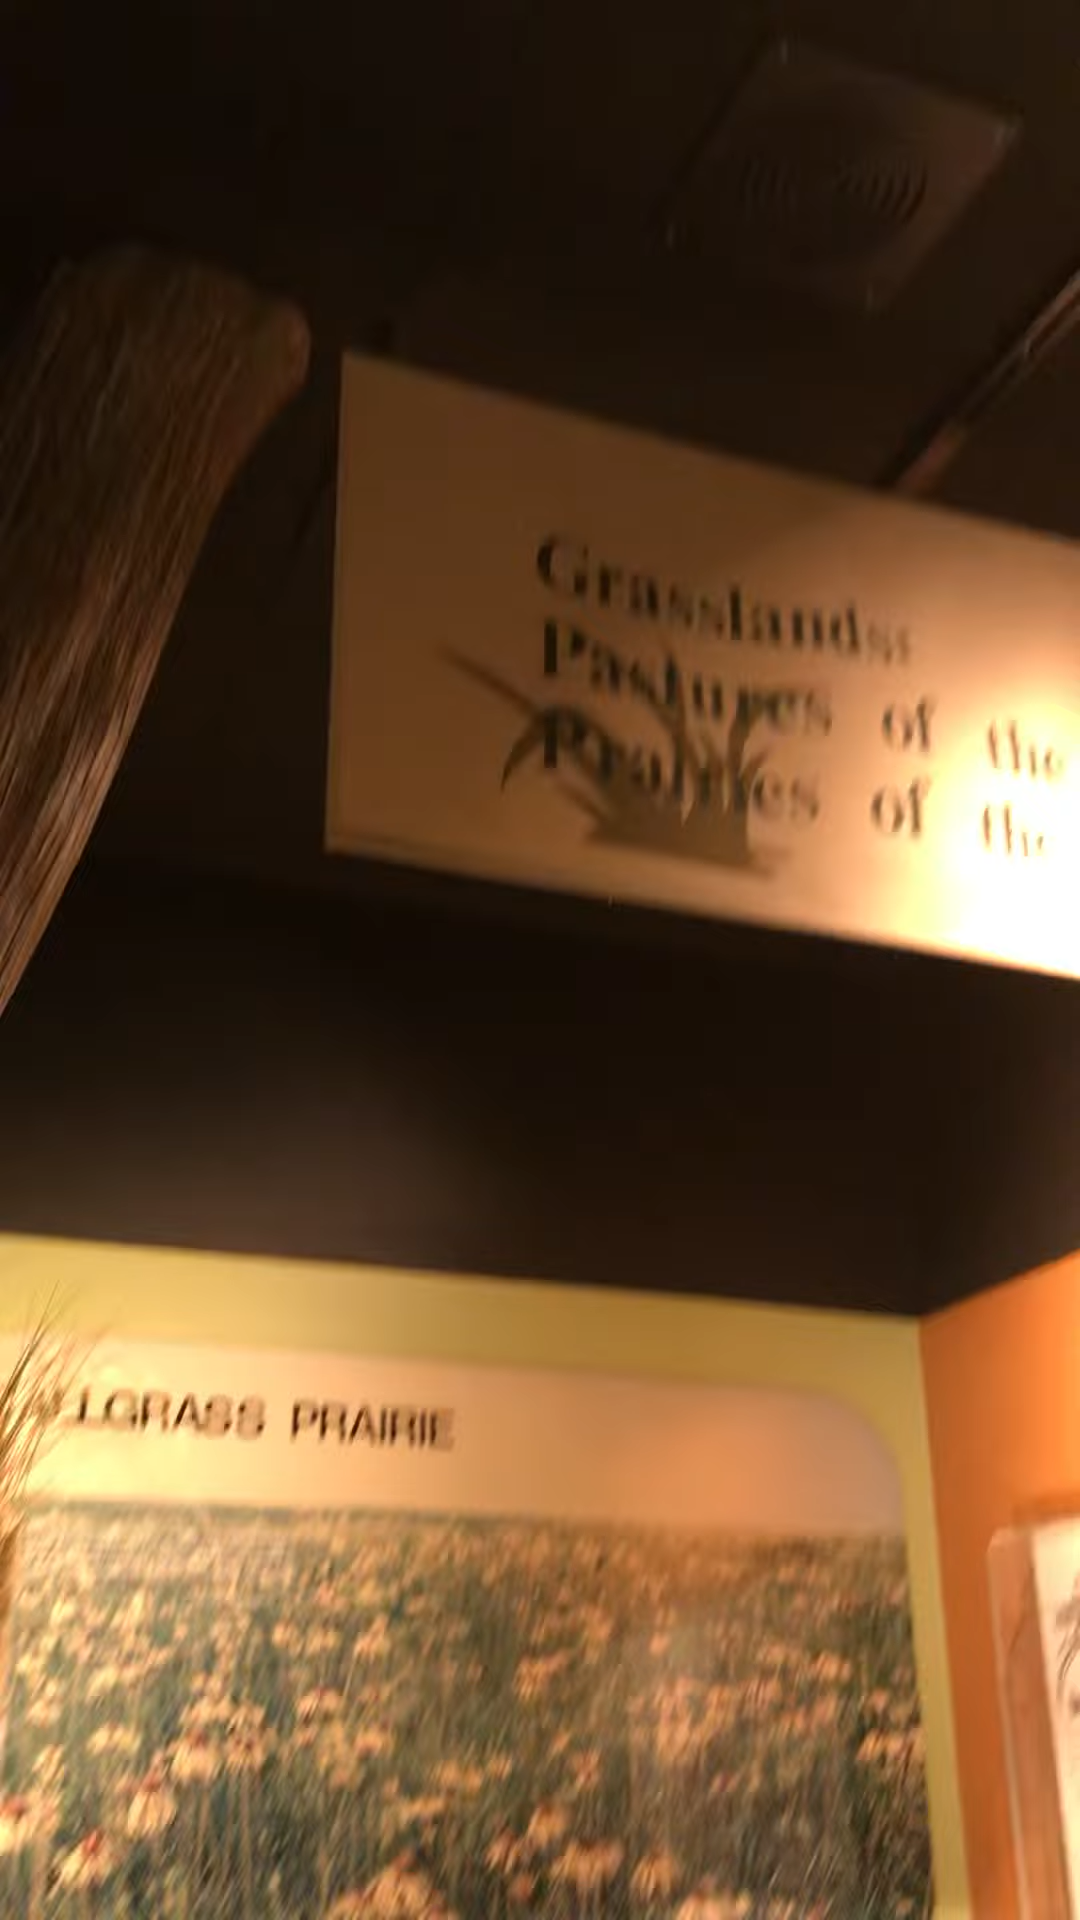 Grasslands:
Pastures of the
Prairies of the
LGRASS PRAIRIE